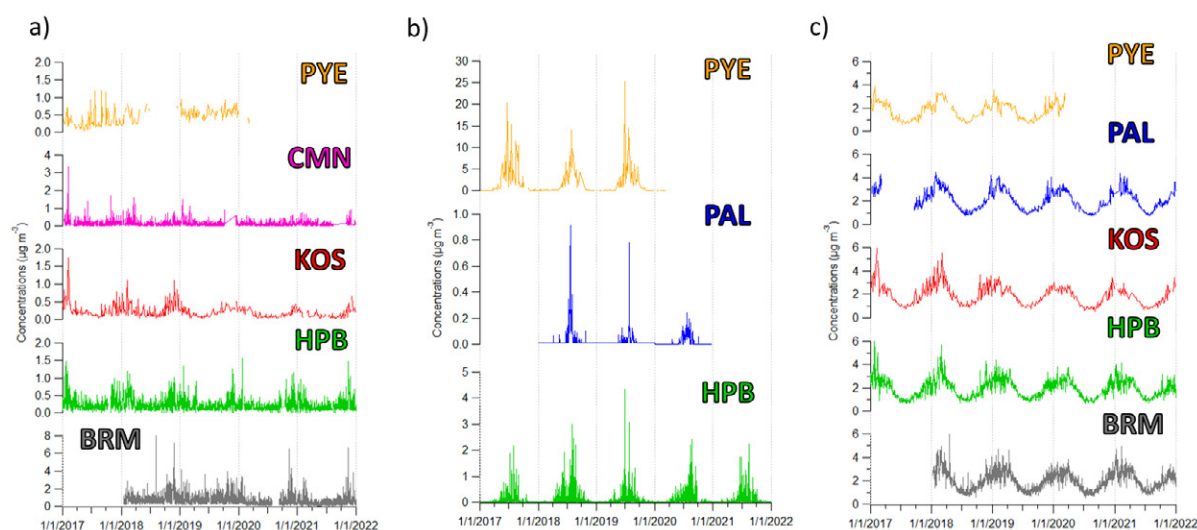 a)
PYE
2.0
1.5
1.0
0.5
0.0
CMN
4
3
2
1
0
KOS
2.0
1.5
1.0
0.5
0.0
HPB
2.0
1.5
1.0
0.5
0.0
BRM
8
6
4
2
0
Concentrations (µg m⁻³)
1/1/2017 1/1/2018 1/1/2019 1/1/2020 1/1/2021 1/1/2022
b)
PYE
30
25
20
15
10
5
0
PAL
1.0
0.8
0.6
0.4
0.2
0.0
HPB
5
4
3
2
1
0
Concentrations (µg m⁻³)
1/1/2017 1/1/2018 1/1/2019 1/1/2020 1/1/2021 1/1/2022
c)
PYE
6
4
2
0
PAL
6
4
2
0
KOS
6
4
2
0
HPB
6
4
2
0
BRM
6
4
2
0
Concentrations (µg m⁻³)
1/1/2017 1/1/2018 1/1/2019 1/1/2020 1/1/2021 1/1/2022